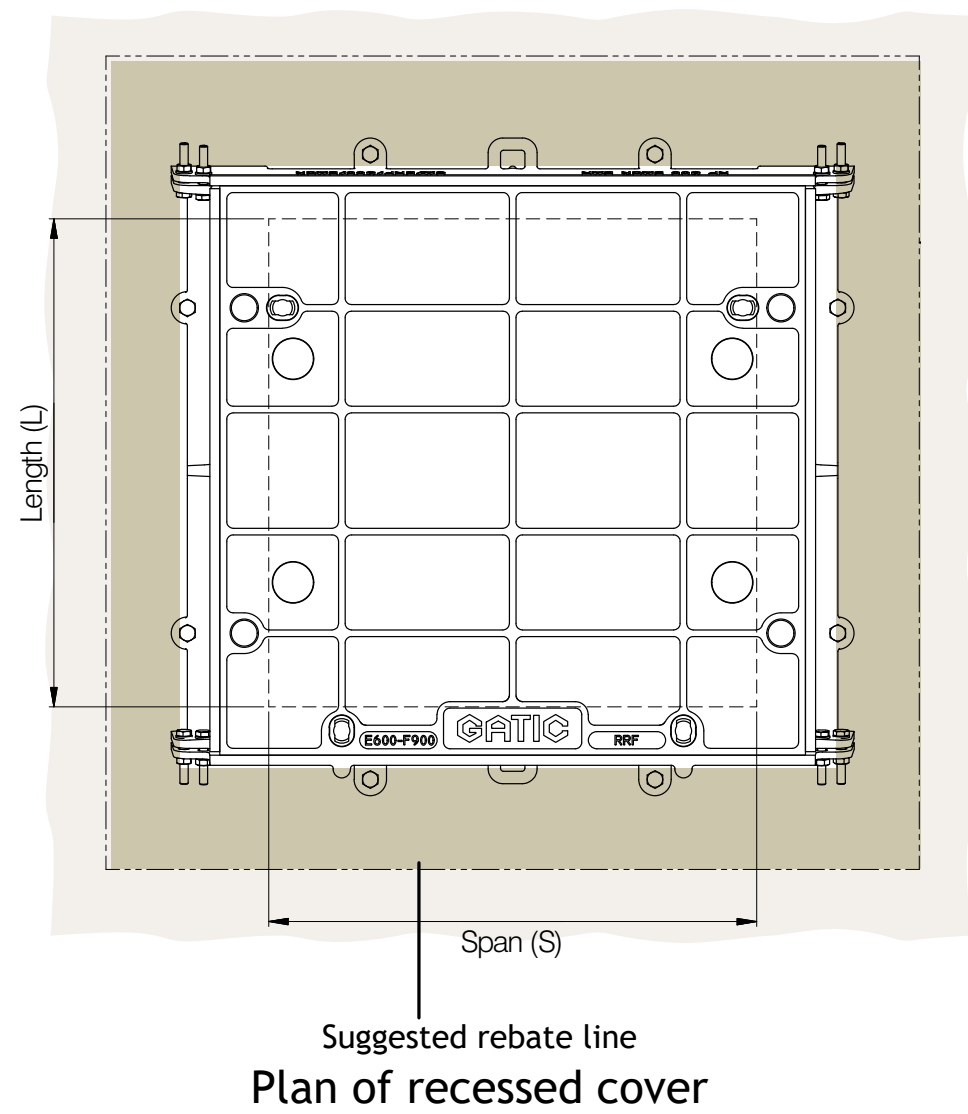 Length (L)
E600-F900
GATIC
RRF
Span (S)
Suggested rebate line
Plan of recessed cover